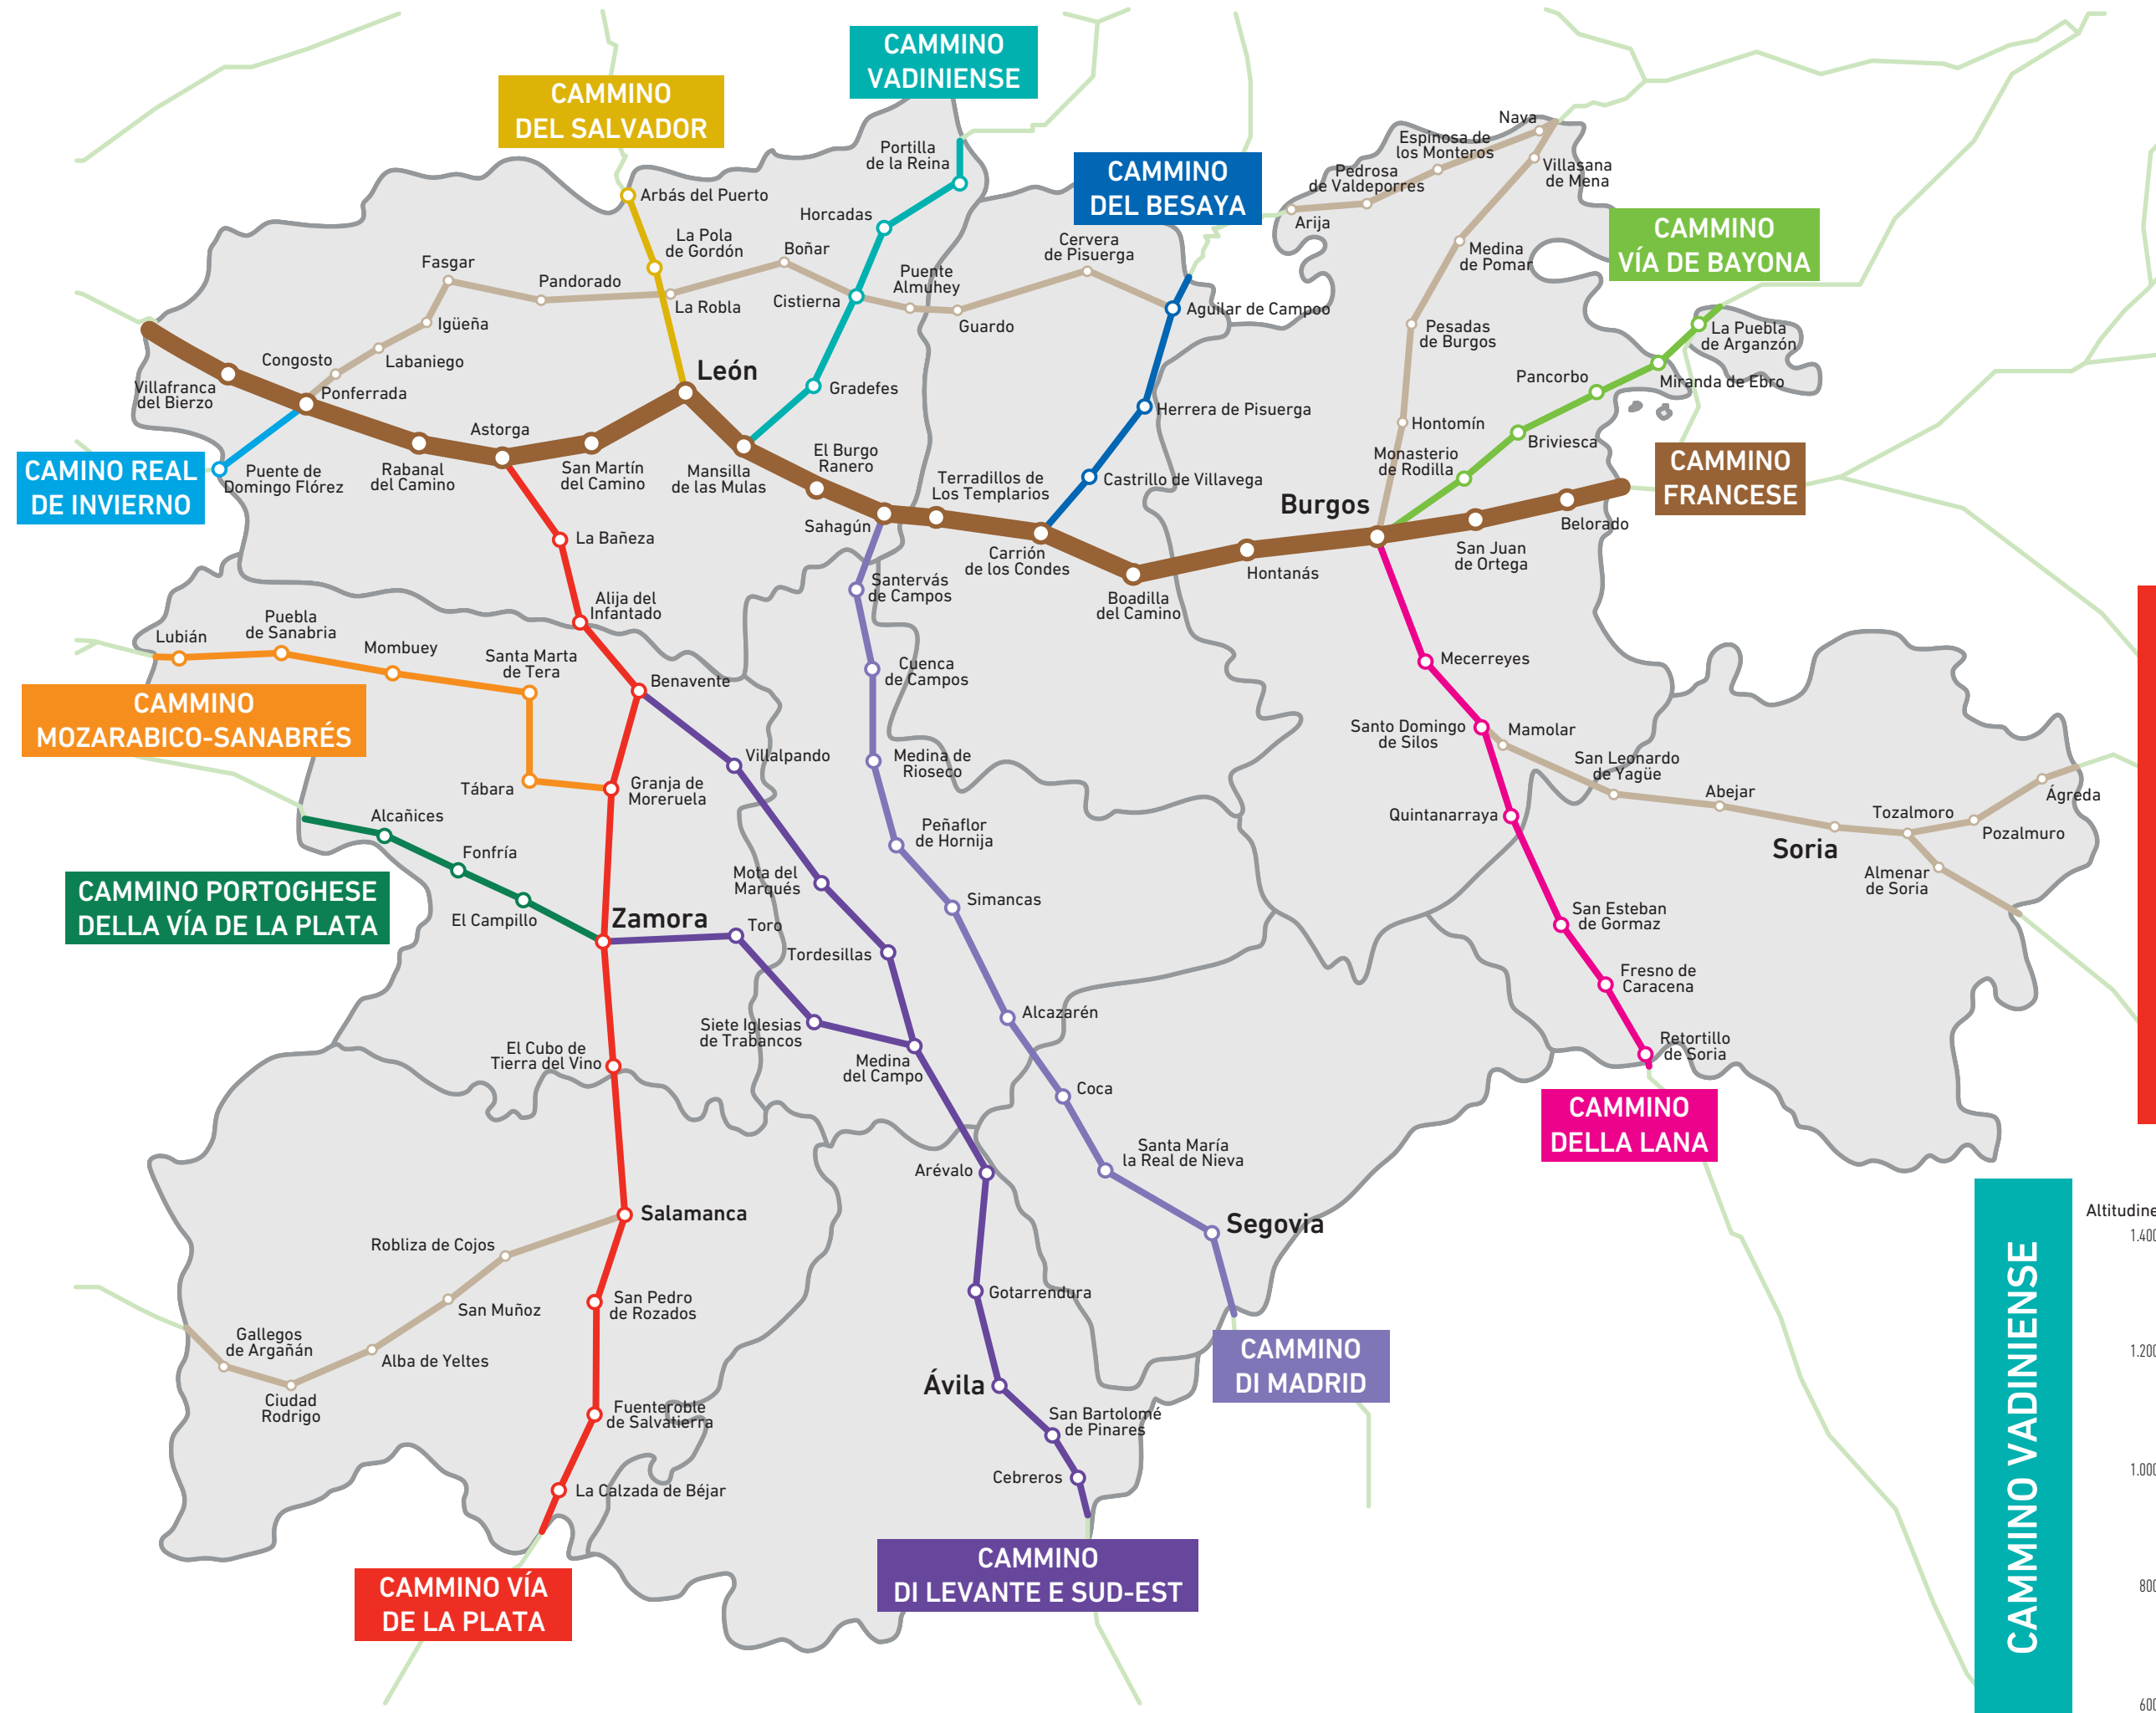 CAMMINO
VADINIENSE
CAMMINO
DEL SALVADOR
Nava
Espinosa de
los Monteros
Portilla
de la Reina
CAMMINO
DEL BESAYA
Pedrosa
de Valdeporres
Villasana
de Mena
Arbás del Puerto
Horcadas
Arija
CAMMINO
VÍA DE BAYONA
La Pola
de Gordón
Boñar
Cervera
de Pisuerga
Medina
de Pomar
Fasgar
Pandorado
Puente
Almuhey
Cistierna
La Robla
Aguilar de Campoo
Guardo
Igüeña
Pesadas
de Burgos
La Puebla
de Arganzón
Congosto
Labaniego
León
Pancorbo
Miranda de Ebro
Villafranca
del Bierzo
Ponferrada
Gradefes
Herrera de Pisuerga
Hontomín
Astorga
Briviesca
El Burgo
Ranero
Monasterio
de Rodilla
CAMINO REAL
DE INVIERNO
Puente de
Domingo Flórez
Rabanal
del Camino
San Martín
del Camino
Mansilla
de las Mulas
Terradillos de
Los Templarios
Castrillo de Villavega
CAMMINO
FRANCESE
Burgos
Sahagún
Belorado
La Bañeza
Carrión
de los Condes
Hontanás
San Juan
de Ortega
Santervás
de Campos
Boadilla
del Camino
Alija del
Infantado
Lubián
Puebla
de Sanabria
Mombuey
Santa Marta
de Tera
Cuenca
de Campos
Mecerreyes
Benavente
CAMMINO
MOZARABICO-SANABRÉS
Santo Domingo
de Silos
Mamolar
Villalpando
Medina de
Rioseco
San Leonardo
de Yagüe
Tábara
Granja de
Moreruela
Abejar
Ágreda
Alcañices
Quintanarraya
Tozalmoro
Pozalmuro
Peñaflor
de Hornija
Soria
Fonfría
Mota del
Marqués
Almenar
de Soria
CAMMINO PORTOGHESE
DELLA VÍA DE LA PLATA
El Campillo
Zamora
Toro
Simancas
San Esteban
de Gormaz
Tordesillas
Fresno de
Caracena
Siete Iglesias
de Trabancos
Alcazarén
El Cubo de
Tierra del Vino
Medina
del Campo
Retortillo
de Soria
Coca
CAMMINO
DELLA LANA
Santa María
la Real de Nieva
Arévalo
Salamanca
Segovia
Altitudine
1.400
Robliza de Cojos
San Muñoz
San Pedro
de Rozados
Gotarrendura
Gallegos
de Argañán
Alba de Yeltes
CAMMINO
DI MADRID
1.200
Ciudad
Rodrigo
Ávila
Fuenteroble
de Salvatierra
San Bartolomé
de Pinares
CAMMINO VADINIENSE
Cebreros
1.000
La Calzada de Béjar
CAMMINO
DI LEVANTE E SUD-EST
CAMMINO VÍA
DE LA PLATA
800
600